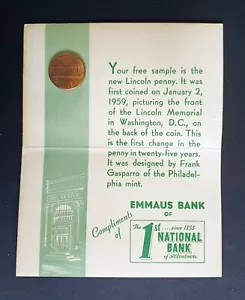 Your free sample is the
new Lincoln penny. It was
first coined on January 2,
1959, picturing the front
of the Lincoln Memorial
in Washington, D.C., on
the back of the coin. This
is the first change in the
penny in twenty-five years.
It was designed by Frank
Gasparro of the Philadel-
phia mint.
Compliments
of
EMMAUS BANK
OF
The 1st ...since 1855
NATIONAL
BANK
of Allentown